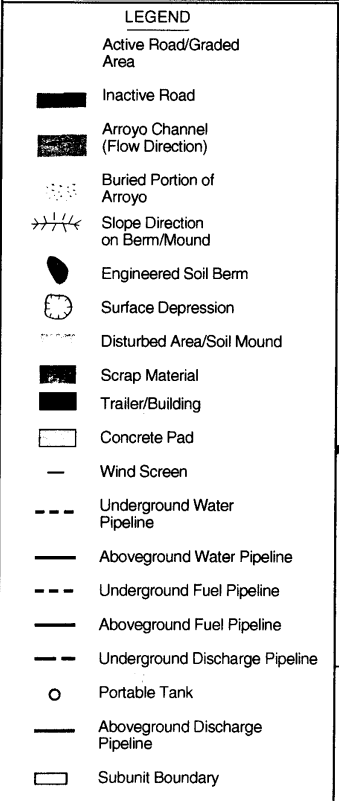 LEGEND
Active Road/Graded
Area
Inactive Road
Arroyo Channel
(Flow Direction)
Buried Portion of
Arroyo
Slope Direction
on Berm/Mound
Engineered Soil Berm
Surface Depression
Disturbed Area/Soil Mound
Scrap Material
Trailer/Building
Concrete Pad
Wind Screen
Underground Water
Pipeline
Aboveground Water Pipeline
Underground Fuel Pipeline
Aboveground Fuel Pipeline
Underground Discharge Pipeline
Portable Tank
Aboveground Discharge
Pipeline
Subunit Boundary